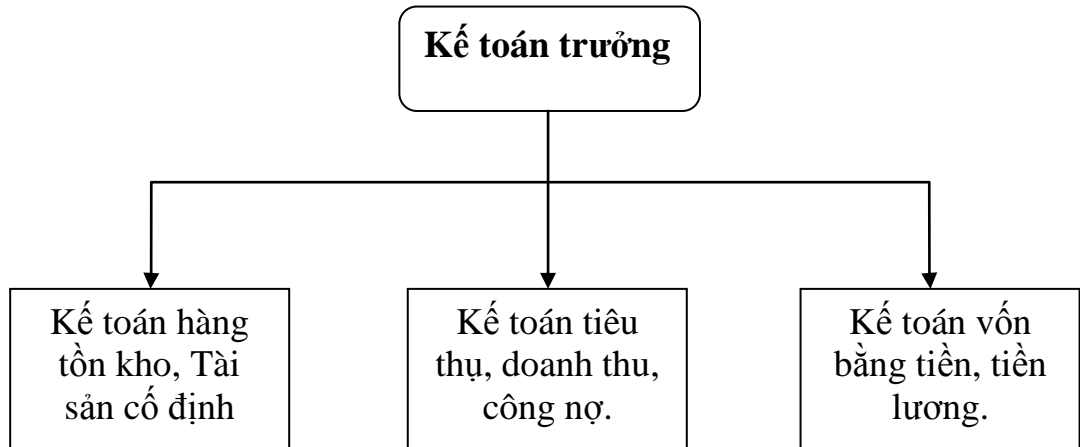 Kế toán trưởng
Kế toán hàng
tồn kho, Tài
sản cố định
Kế toán tiêu
thụ, doanh thu,
công nợ.
Kế toán vốn
bằng tiền, tiền
lương.